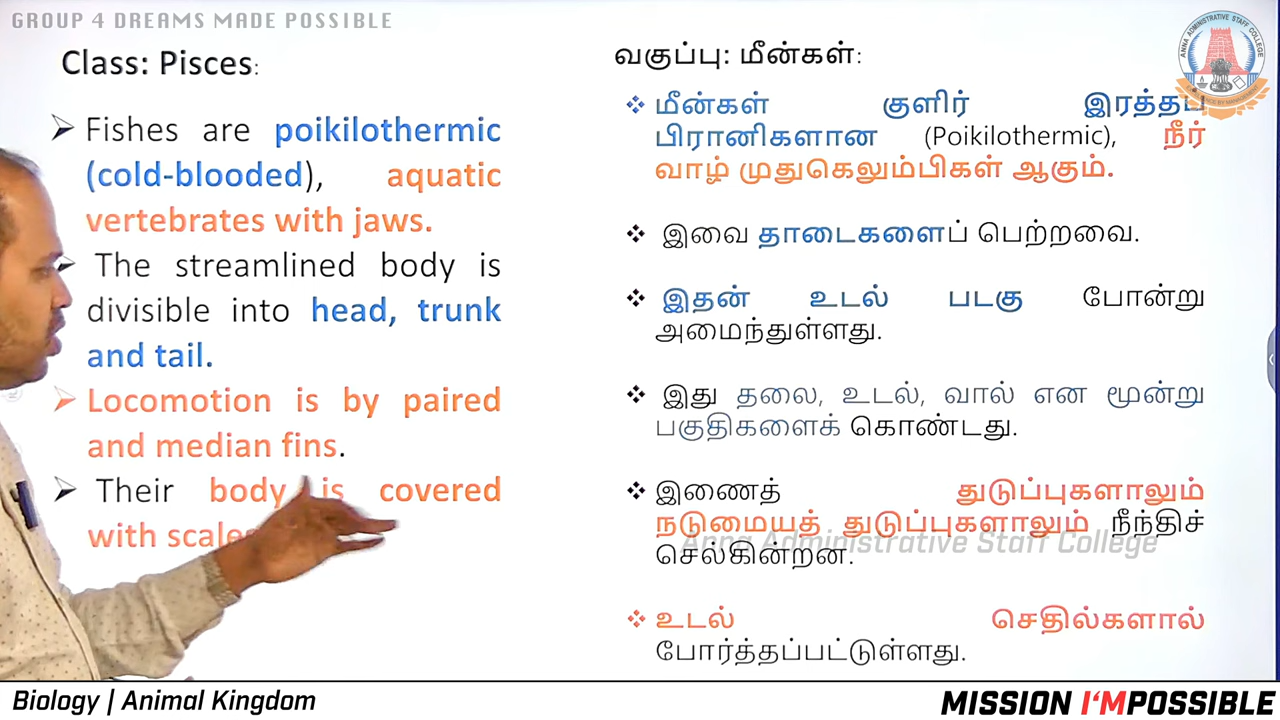 GROUP 4 DREAMS MADE POSSIBLE
Class: Pisces:
Fishes are poikilothermic
(cold-blooded), aquatic
vertebrates with jaws.
The streamlined body is
divisible into head, trunk
and tail.
Locomotion is by paired
and median fins.
Their body is covered
with scales
வகுப்பு: மீன்கள்:
மீன்கள் குளிர் இரத்தப்
பிரானிகளான (Poikilothermic), நீர்
வாழ் முதுகெலும்பிகள் ஆகும்.
இவை தாடைகளைப் பெற்றவை.
இதன் உடல் படகு போன்று
அமைந்துள்ளது.
இது தலை, உடல், வால் என மூன்று
பகுதிகளைக் கொண்டது.
இணைத் துடுப்புகளாலும்
நடுமையத் துடுப்புகளாலும் நீந்திச்
செல்கின்றன.
Anna Administrative Staff College
உடல் செதில்களால்
போர்த்தப்பட்டுள்ளது.
ANNA ADMINISTRATIVE STAFF COLLEGE
Biology | Animal Kingdom
MISSION I'MPOSSIBLE